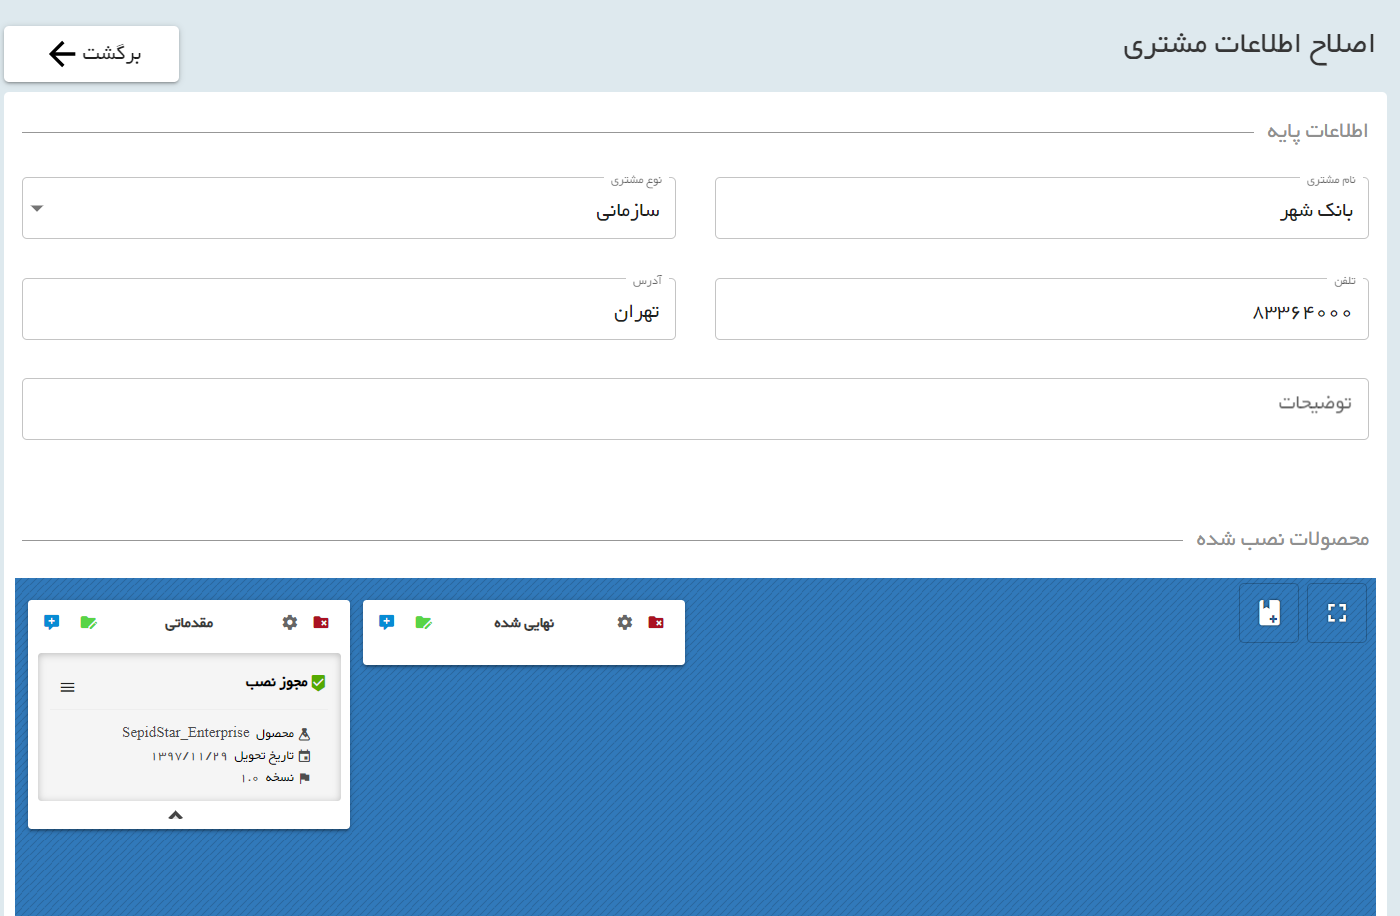 اصلاح اطلاعات مشتری
برگشت
اطلاعات پایه
نام مشتری
بانک شهر
نوع مشتری
سازمانی
تلفن
۸۳۳۶۴۰۰۰
آدرس
تهران
توضیحات
محصولات نصب شده
نهایی شده
مقدماتی
مجوز نصب
محصول SepidStar_Enterprise
تاریخ تحویل ۱۳۹۷/۱۱/۲۹
نسخه ۱.۰